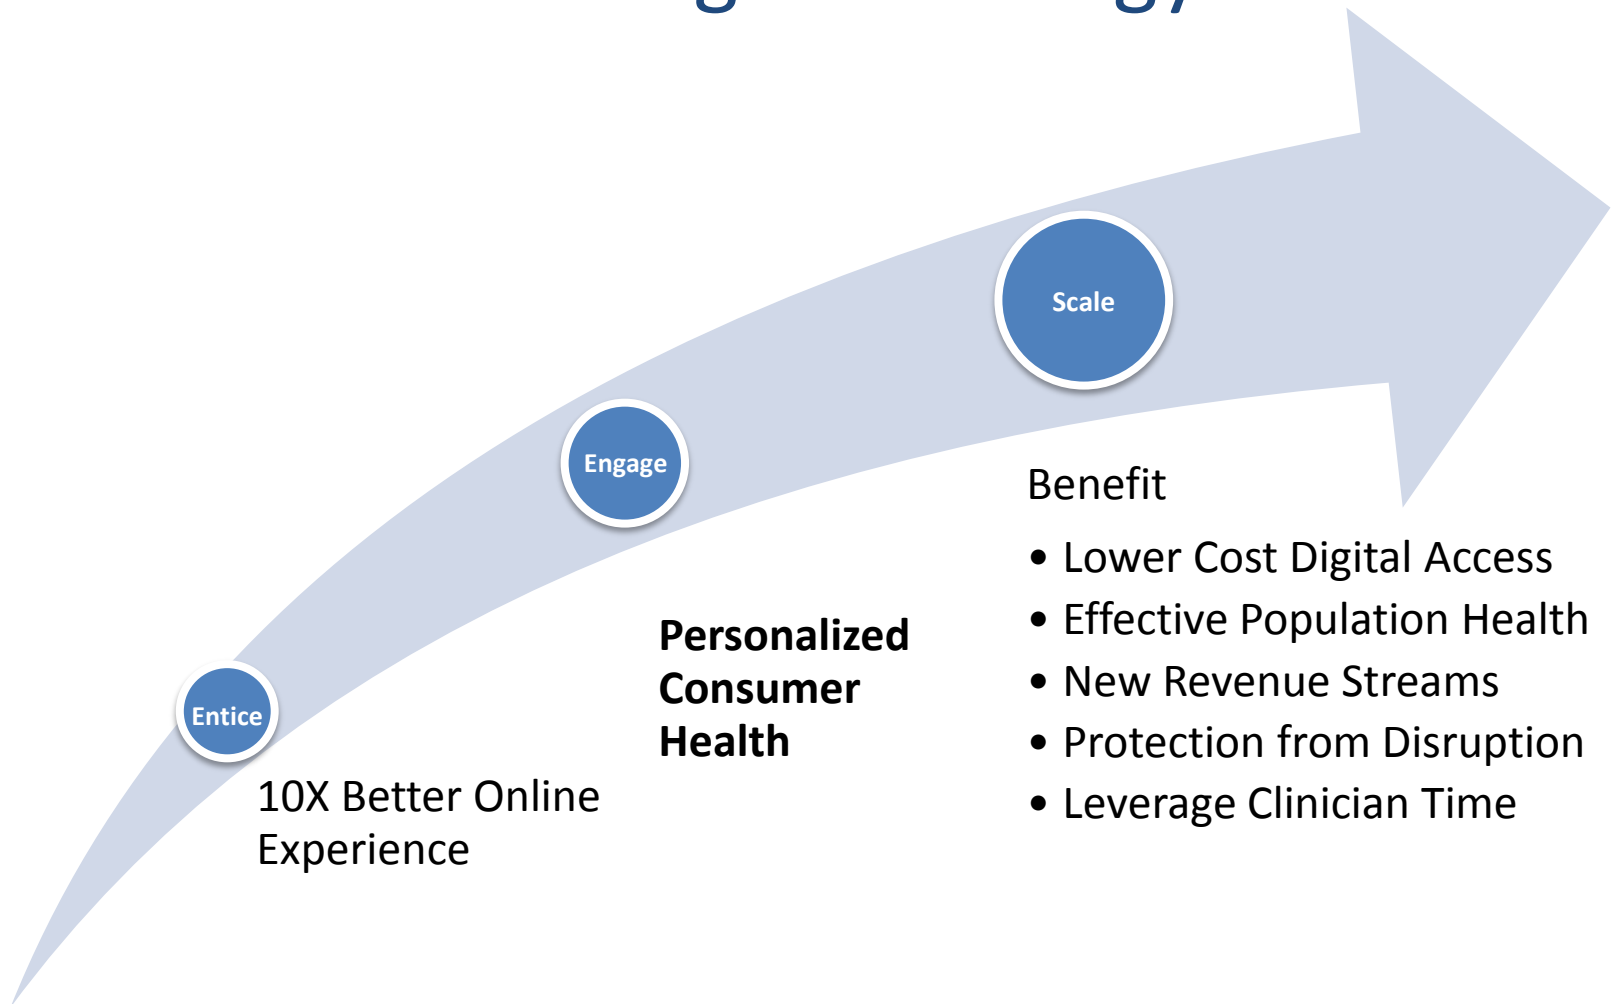 Scale
Engage
Entice
10X Better Online
Experience
Personalized
Consumer
Health
Benefit
• Lower Cost Digital Access
• Effective Population Health
• New Revenue Streams
• Protection from Disruption
• Leverage Clinician Time